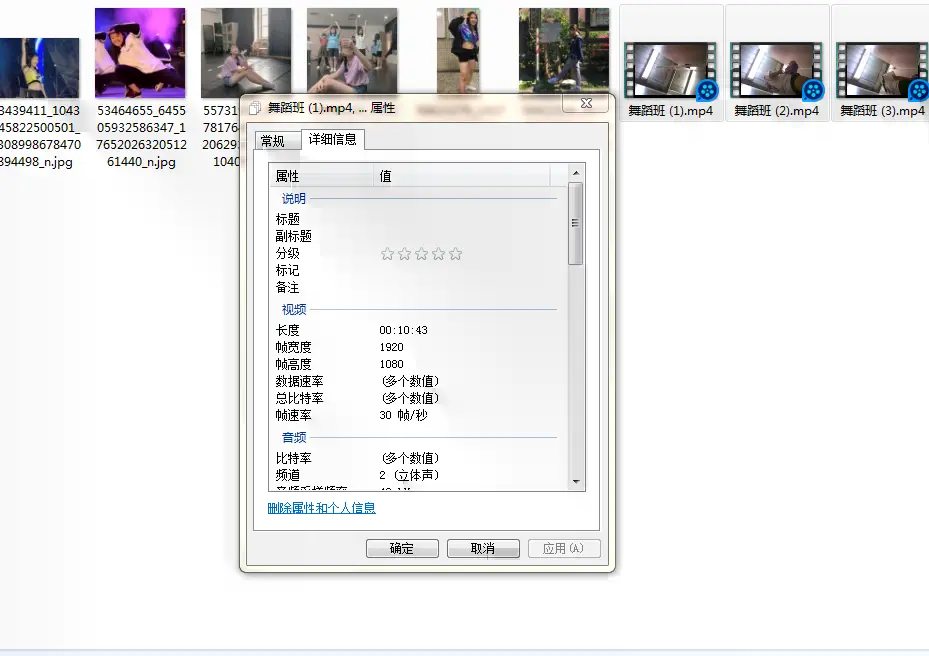 3439411_1043
45822500501_
308998678470
394498_n.jpg
53464655_6455
05932586347_1
7652026320512
61440_n.jpg
55731
78176
20629
1040
舞蹈班 (1).mp4
舞蹈班 (2).mp4
舞蹈班 (3).mp4
舞蹈班 (1).mp4, ... 属性
常规
详细信息
属性 值
说明
标题
副标题
分级
标记
备注
视频
长度 00:10:43
帧宽度 1920
帧高度 1080
数据速率 (多个数值)
总比特率 (多个数值)
帧速率 30 帧/秒
音频
比特率 (多个数值)
频道 2 (立体声)
删除属性和个人信息
确定 取消 应用(A)